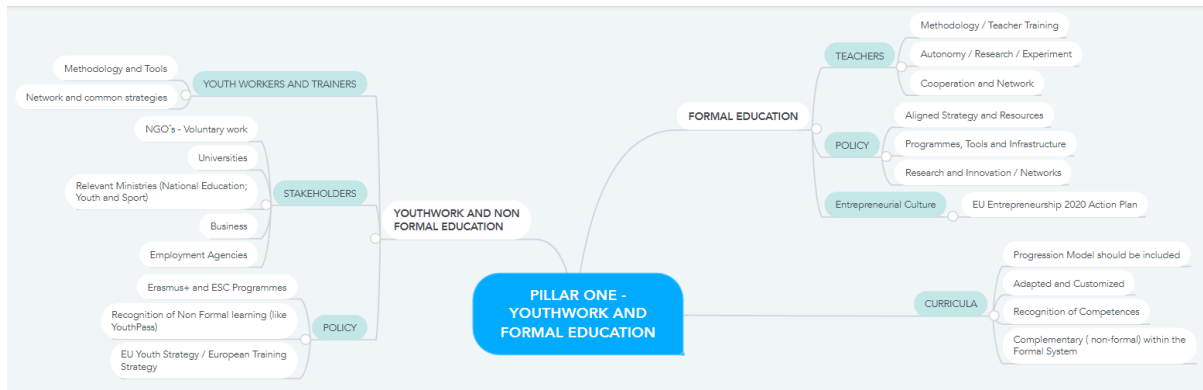 YOUTH WORKERS AND TRAINERS
Methodology and Tools
Network and common strategies
STAKEHOLDERS
NGO's - Voluntary work
Universities
Relevant Ministries (National Education;
Youth and Sport)
Business
Employment Agencies
YOUTHWORK AND NON
FORMAL EDUCATION
POLICY
Erasmus+ and ESC Programmes
Recognition of Non Formal learning (like
YouthPass)
EU Youth Strategy / European Training
Strategy
PILLAR ONE -
YOUTHWORK AND
FORMAL EDUCATION
FORMAL EDUCATION
TEACHERS
Methodology / Teacher Training
Autonomy / Research / Experiment
Cooperation and Network
POLICY
Aligned Strategy and Resources
Programmes, Tools and Infrastructure
Research and Innovation / Networks
Entrepreneurial Culture
EU Entrepreneurship 2020 Action Plan
CURRICULA
Progression Model should be included
Adapted and Customized
Recognition of Competences
Complementary ( non-formal) within the
Formal System